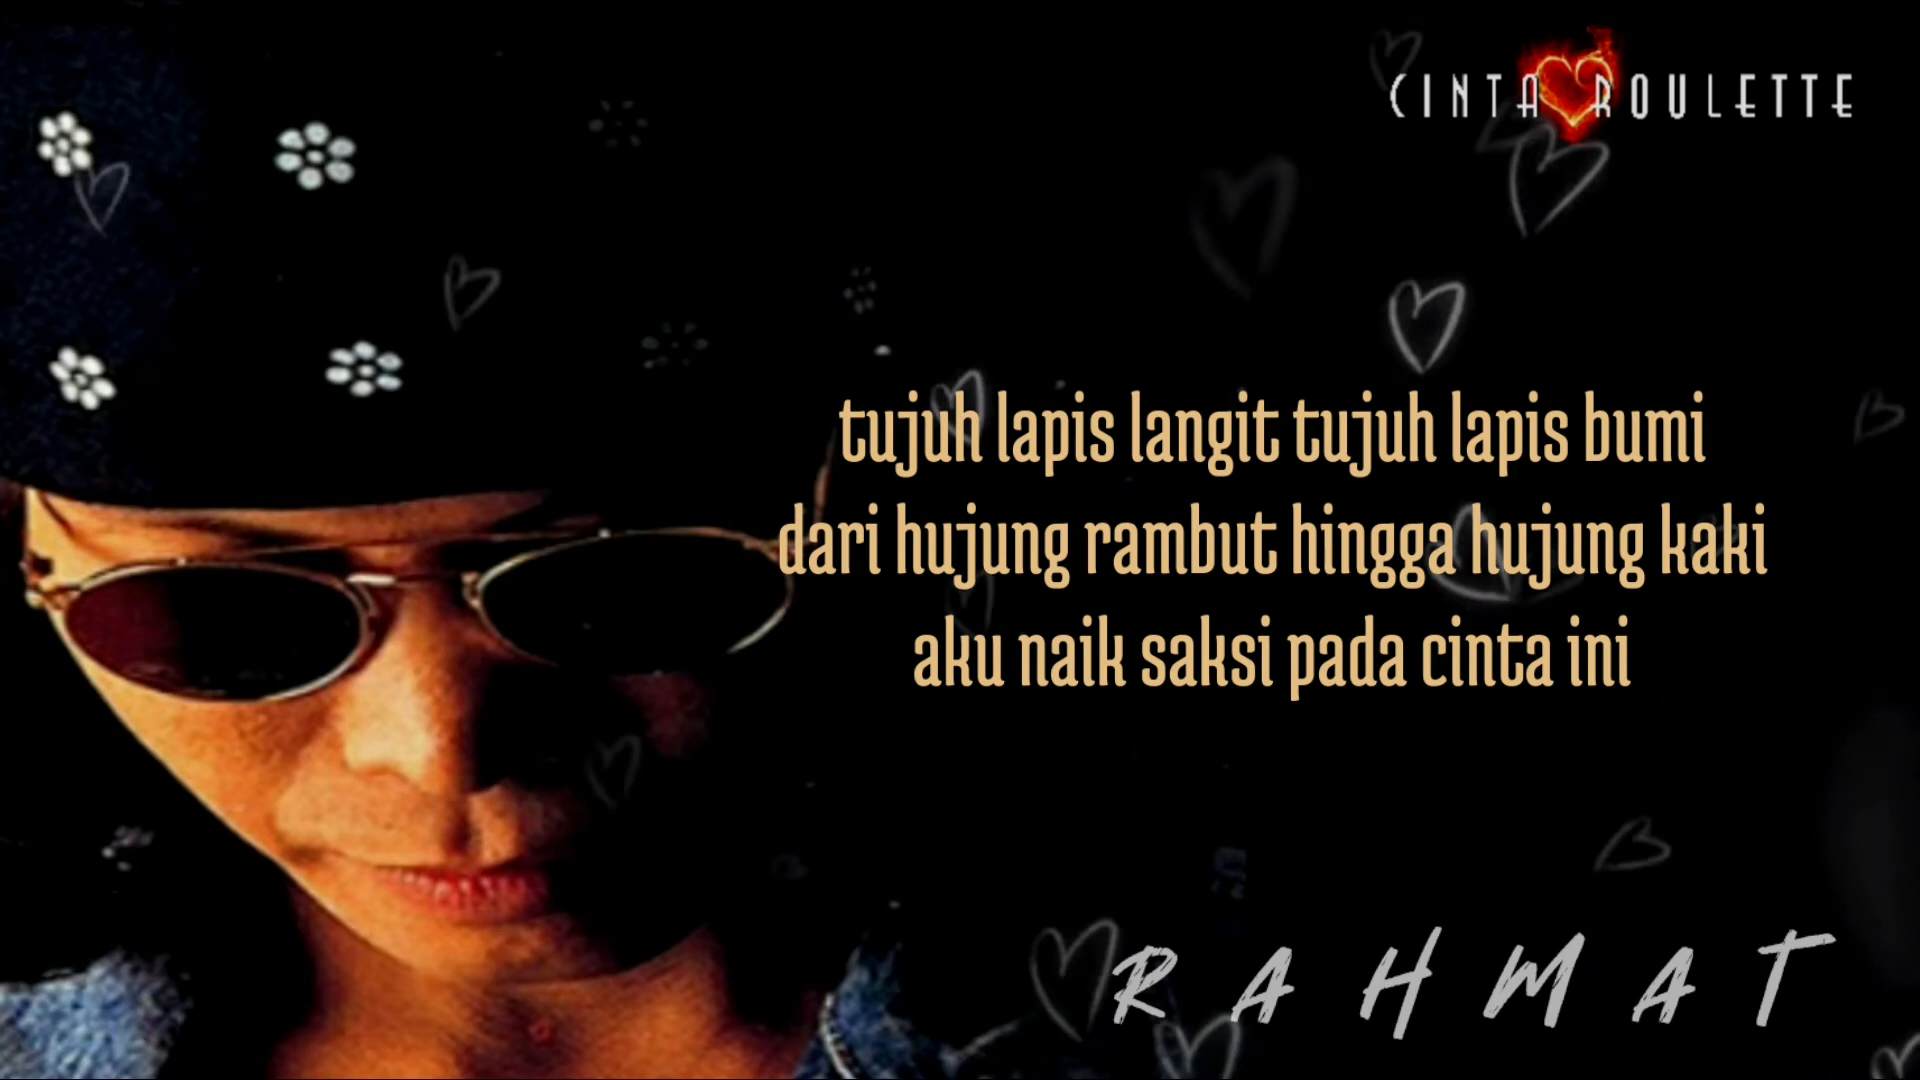 CINTA ROULETTE
tujuh lapis langit tujuh lapis bumi
dari hujung rambut hingga hujung kaki
aku naik saksi pada cinta ini
RAHMAT